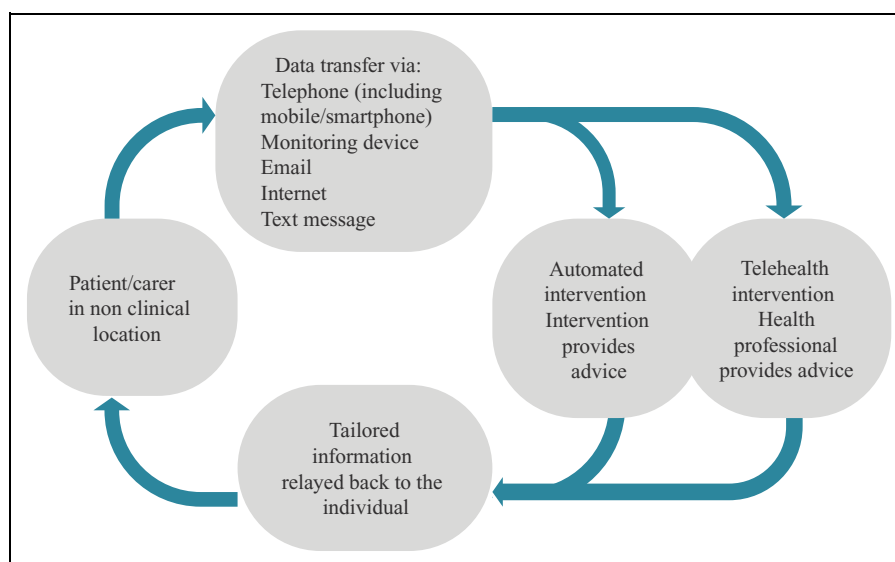 Data transfer via:
Telephone (including
mobile/smartphone)
Monitoring device
Email
Internet
Text message
Patient/carer
in non clinical
location
Automated
intervention
Intervention
provides
advice
Telehealth
intervention
Health
professional
provides advice
Tailored
information
relayed back to the
individual